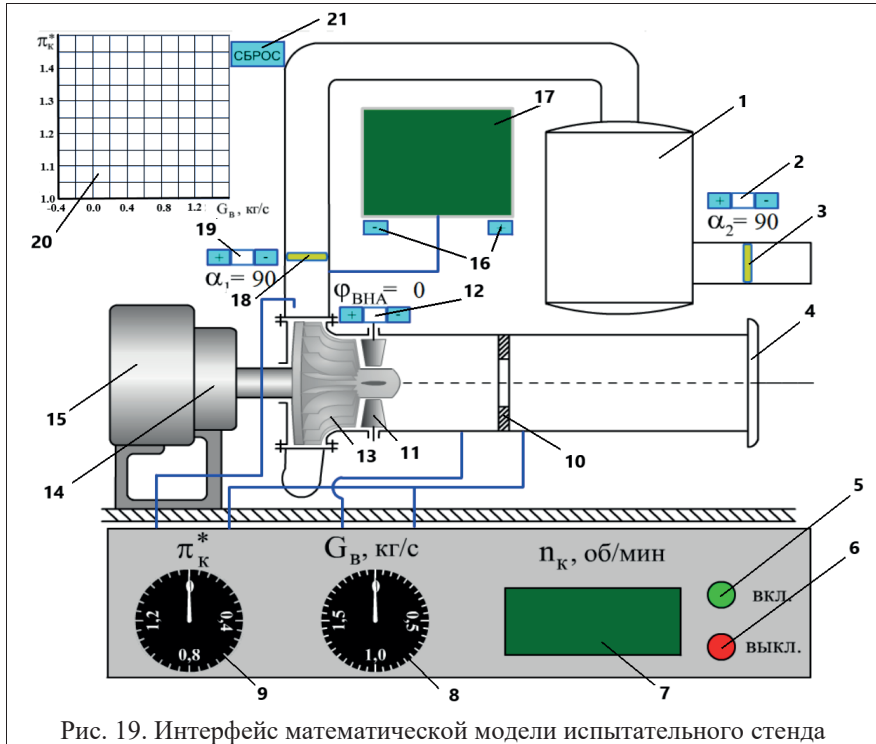 21
π*к
СБРОС
1.4
1.3
1.2
1.1
1.0
-0.4 0.0 0.4 0.8 1.2
Gв, кг/с
20
19
+ -
α1= 90
18
17
- +
16
φВНА= 0
+ -
12
1
2
+ -
α2= 90
3
4
15
14
13
11
10
5
6
π*к
0
0,4
0,8
1,2
9
Gв, кг/с
0
0,5
1,0
1,5
8
nк, об/мин
7
вкл.
выкл.
Рис. 19. Интерфейс математической модели испытательного стенда